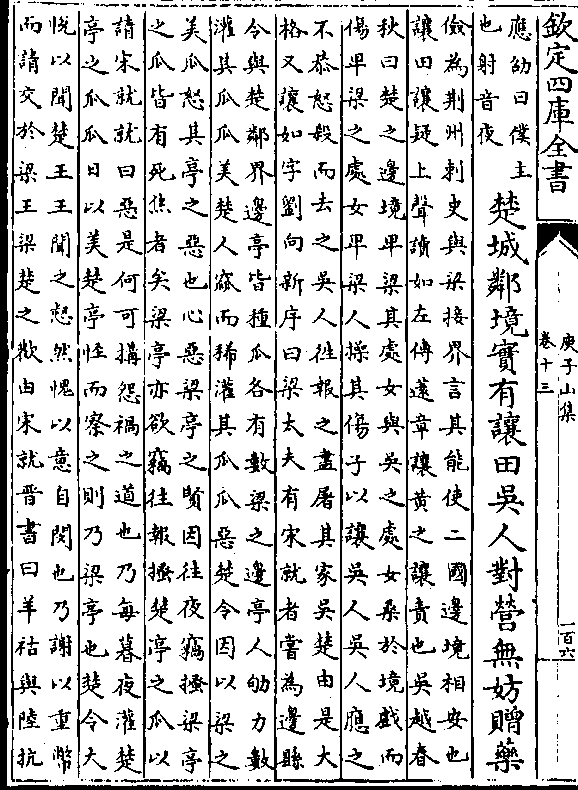 欽定四庫全書
庾子山集
卷十三
一百六
應劭曰僕主
也射音夜
楚城鄰境實有讓田吳人對營無妨贈藥
儉為荆州刺史與梁接界言其能使二國邊境相安也
讓田讓疑上聲讀如左傳薳章讓黄之讓責也吳越春
秋曰楚之邊境卑梁其處女與吳之處女桑於境戲而
傷卑梁之處女卑梁人操其傷子以讓吳人吳人應之
不恭怒殺而去之吳人徃報之盡屠其家吳楚由是大
格又讓如字劉向新序曰梁大夫有宋就者嘗為邊縣
令與楚鄰界邊亭皆種瓜各有數梁之邊亭人劬力數
灌其瓜瓜美楚人窳而稀灌其瓜瓜惡楚令因以梁之
美瓜怒其亭之惡也心惡梁亭之賢因往夜竊搔梁亭
之瓜皆有死焦者矣梁亭亦欲竊往報搔楚亭之瓜以
請宋就就曰惡是何可搆怨禍之道也乃每暮夜灌楚
亭之瓜瓜日以美楚亭怪而察之則乃梁亭也楚令大
悦以聞楚王王聞之惄然愧以意自閔也乃謝以重幣
而請交於梁王梁楚之歡由宋就晋書曰羊祜與陸抗